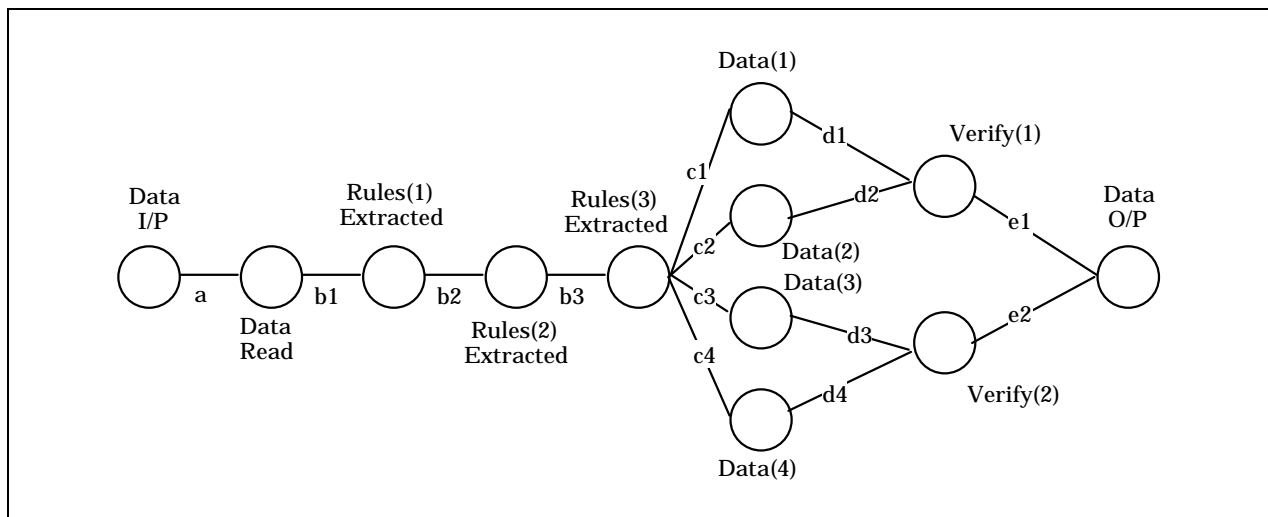 Data(1)
d1
Verify(1)
c1
Data
I/P
Rules(1)
Extracted
Rules(3)
Extracted
d2
Data
O/P
e1
c2
Data(2)
a
b1
b2
b3
c3
Data(3)
Data
Read
Rules(2)
Extracted
d3
e2
c4
d4
Verify(2)
Data(4)